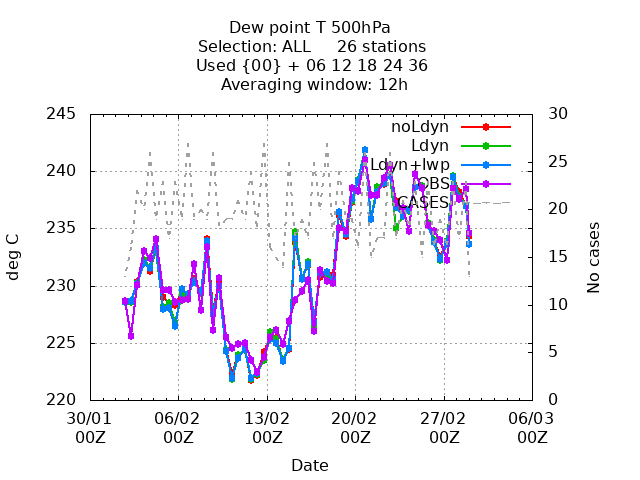 Dew point T 500hPa
Selection: ALL     26 stations
Used {00} + 06 12 18 24 36
Averaging window: 12h
245
240
235
230
225
220
deg C
30
25
20
15
10
5
0
No cases
noLdyn
Ldyn
Ldyn+lwp
OBS
CASES
30/01 06/02 13/02 20/02 27/02 06/03
00Z 00Z 00Z 00Z 00Z 00Z
Date